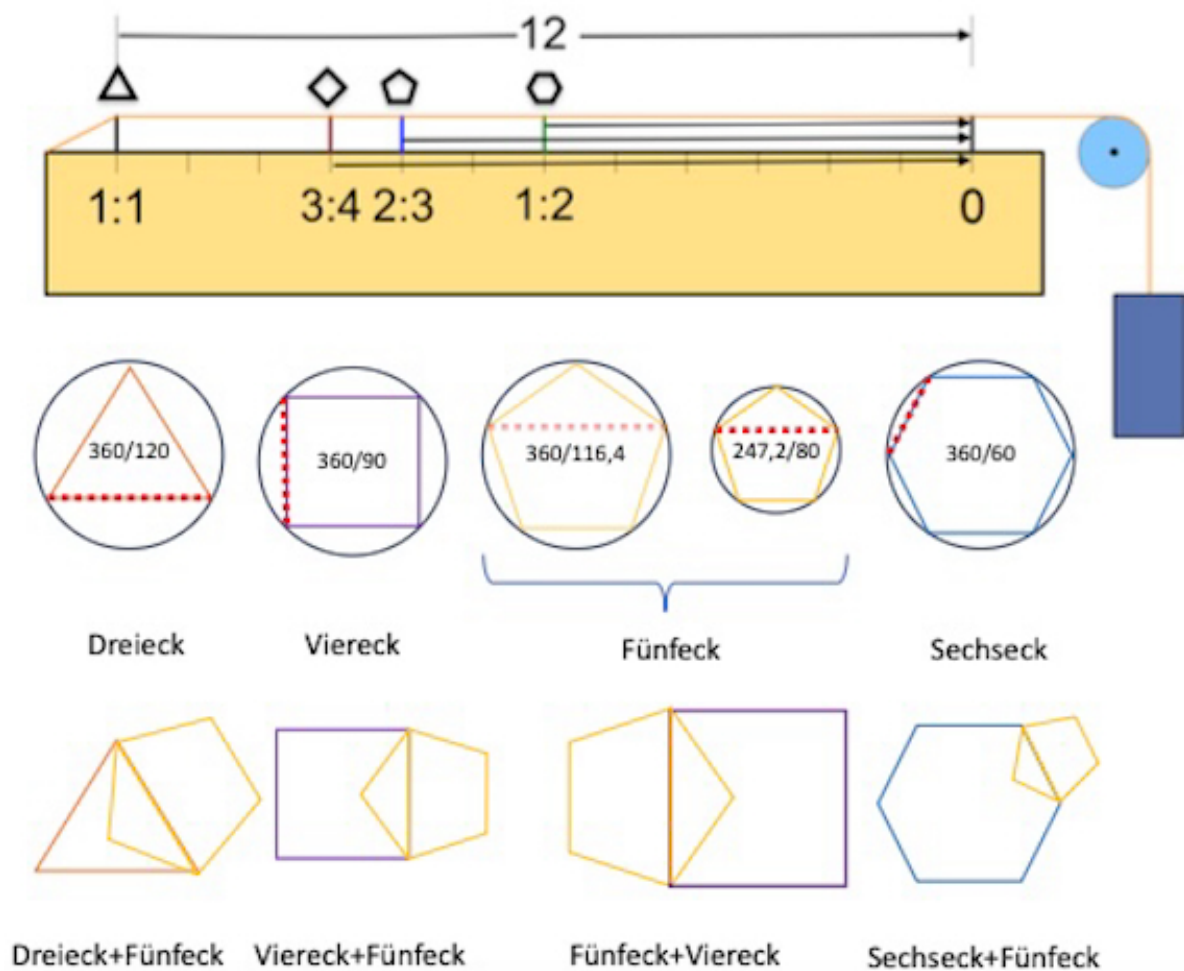 12
1:1 3:4 2:3 1:2 0
360/120 360/90 360/116,4 247,2/80 360/60
Dreieck Viereck Fünfeck Sechseck
Dreieck+Fünfeck Viereck+Fünfeck Fünfeck+Viereck Sechseck+Fünfeck